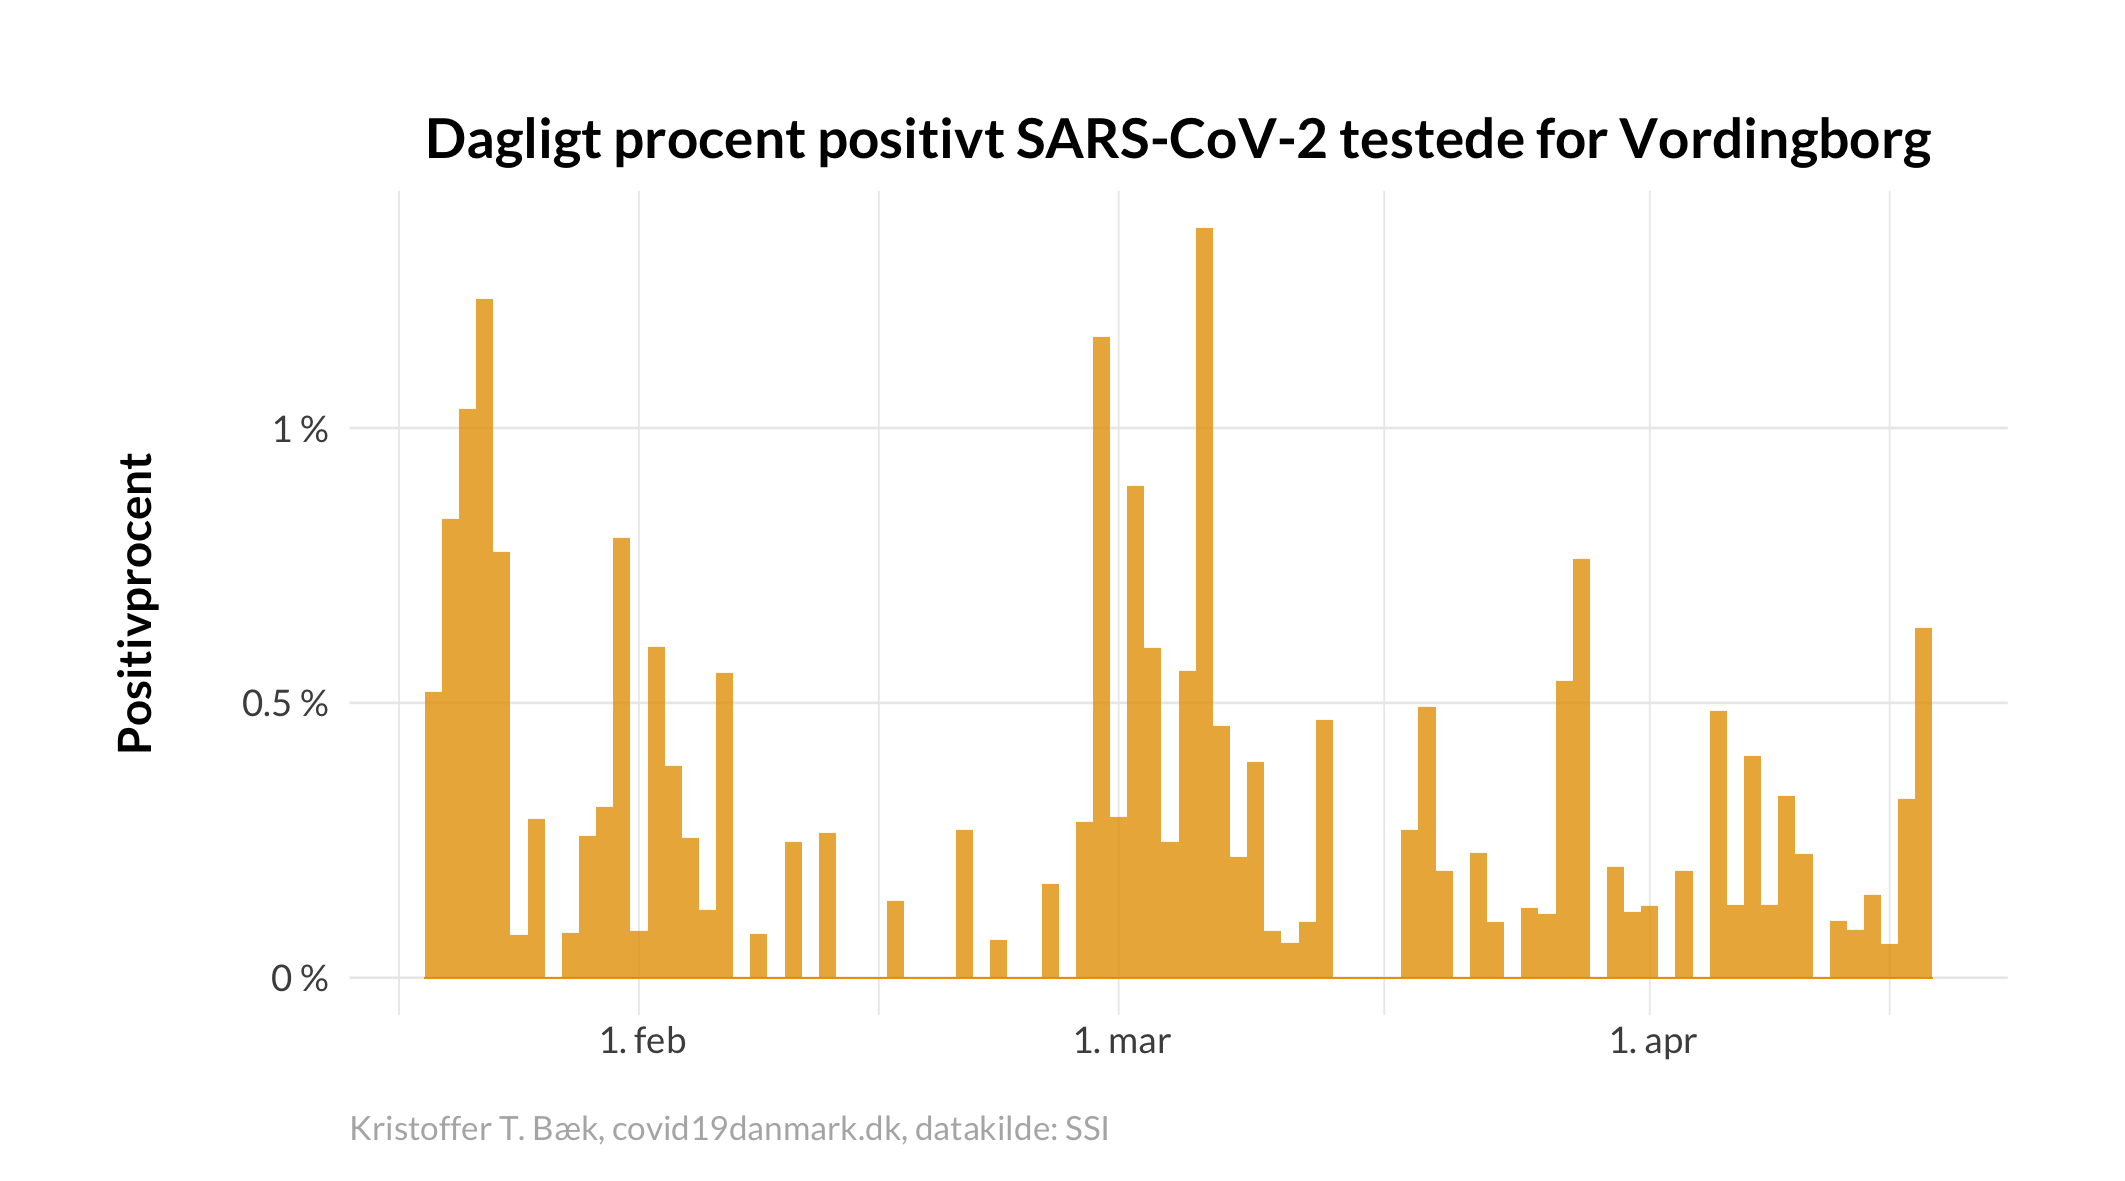 Dagligt procent positivt SARS-CoV-2 testede for Vordingborg
Positivprocent
1 %
0.5 %
0 %
1. feb
1. mar
1. apr
Kristoffer T. Bæk, covid19danmark.dk, datakilde: SSI